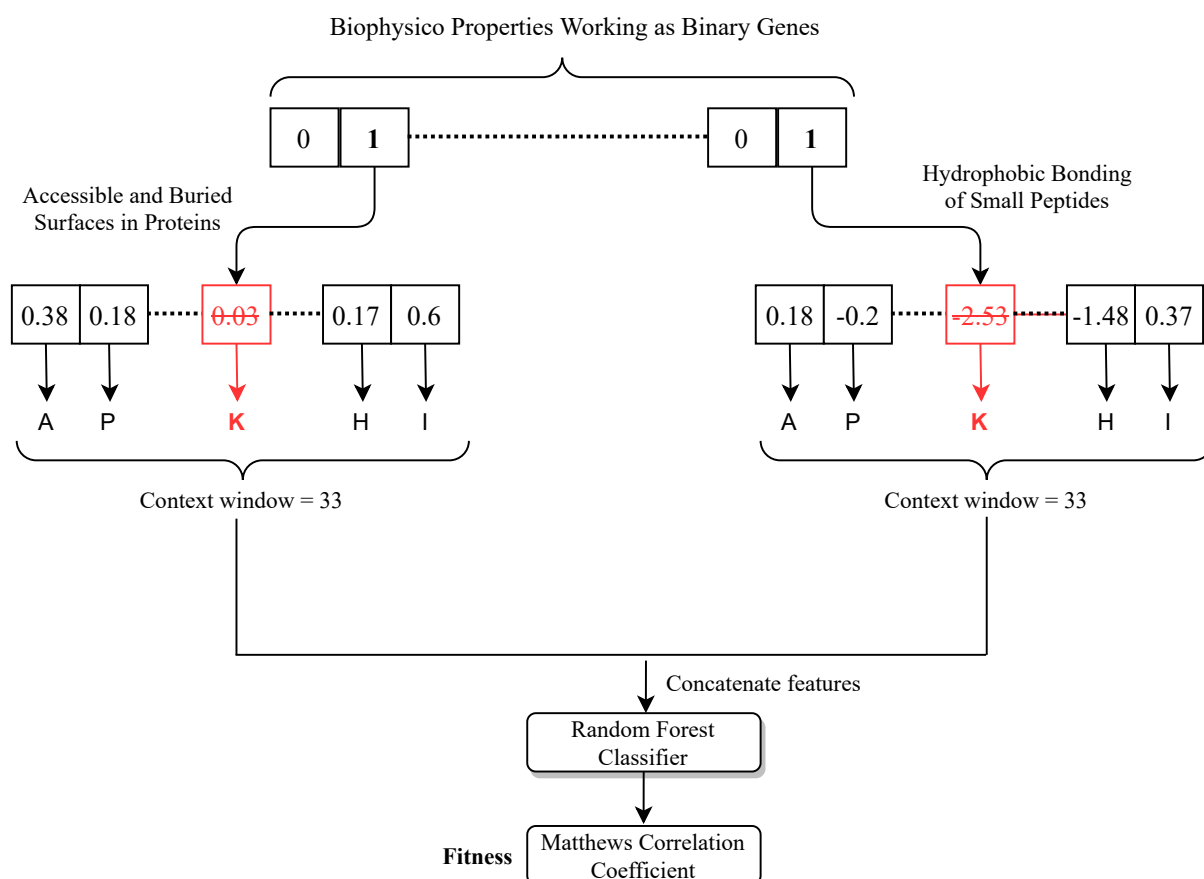 Biophysico Properties Working as Binary Genes
0 1 0 1
Accessible and Buried
Surfaces in Proteins
Hydrophobic Bonding
of Small Peptides
0.38 0.18 0.03 0.17 0.6
0.18 -0.2 -2.53 -1.48 0.37
A P K H I
A P K H I
Context window = 33
Context window = 33
Concatenate features
Random Forest
Classifier
Fitness
Matthews Correlation
Coefficient